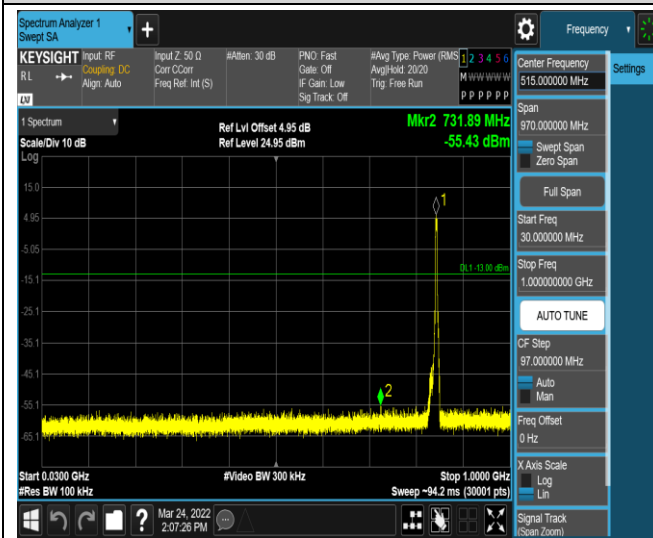 Spectrum Analyzer 1
Swept SA
+
Frequency
KEYSIGHT
Input: RF
Coupling: DC
Align: Auto
RL
LXI
Input Z: 50 Ω
Corr CCorr
Freq Ref: Int (S)
#Atten: 30 dB
PNO: Fast
Gate: Off
IF Gain: Low
Sig Track: Off
#Avg Type: Power (RMS
Avg|Hold: 20/20
Trig: Free Run
1 2 3 4 5 6
M W W W W W
P P P P P P
Center Frequency
515.000000 MHz
Settings
Span
970.000000 MHz
Swept Span
Zero Span
Full Span
Start Freq
30.000000 MHz
Stop Freq
1.000000000 GHz
AUTO TUNE
CF Step
97.000000 MHz
Auto
Man
Freq Offset
0 Hz
X Axis Scale
Log
Lin
Signal Track
(Span Zoom)
1 Spectrum
Scale/Div 10 dB
Log
Ref Lvl Offset 4.95 dB
Ref Level 24.95 dBm
Mkr2 731.89 MHz
-55.43 dBm
15.0
4.95
-5.05
-15.1
-25.1
-35.1
-45.1
-55.1
-65.1
1
DL1 -13.00 dBm
2
Start 0.0300 GHz
#Res BW 100 kHz
#Video BW 300 kHz
Stop 1.0000 GHz
Sweep ~94.2 ms (30001 pts)
?
Mar 24, 2022
2:07:26 PM